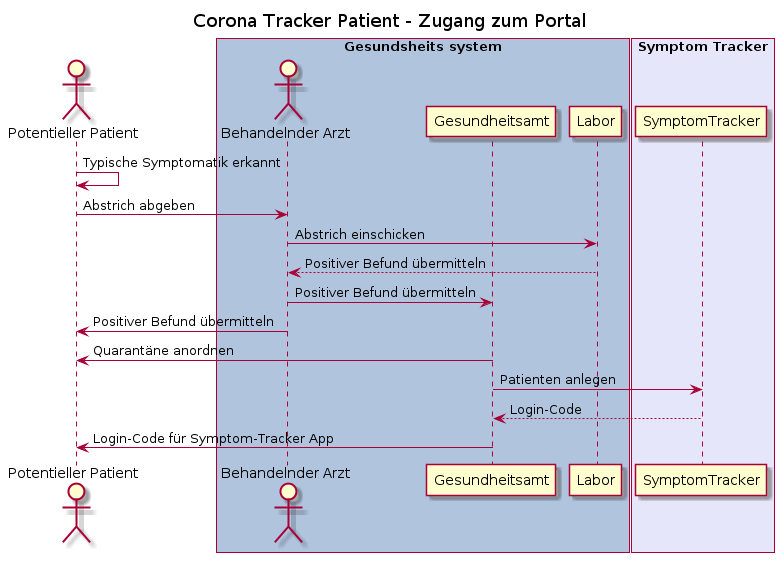 Corona Tracker Patient - Zugang zum Portal
Gesundsheits system
Symptom Tracker
Potentieller Patient
Behandelnder Arzt
Gesundheitsamt
Labor
SymptomTracker
Typische Symptomatik erkannt
Abstrich abgeben
Abstrich einschicken
Positiver Befund übermitteln
Positiver Befund übermitteln
Positiver Befund übermitteln
Quarantäne anordnen
Patienten anlegen
Login-Code
Login-Code für Symptom-Tracker App
Potentieller Patient
Behandelnder Arzt
Gesundheitsamt
Labor
SymptomTracker